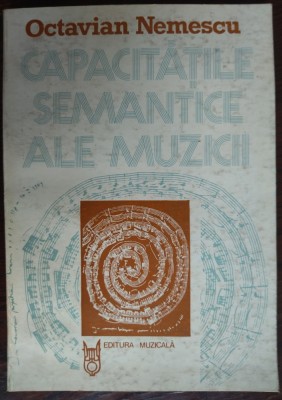 Octavian Nemescu
CAPACITĂȚILE
SEMANTICE
ALE MUZICII
EDITURA MUZICALĂ